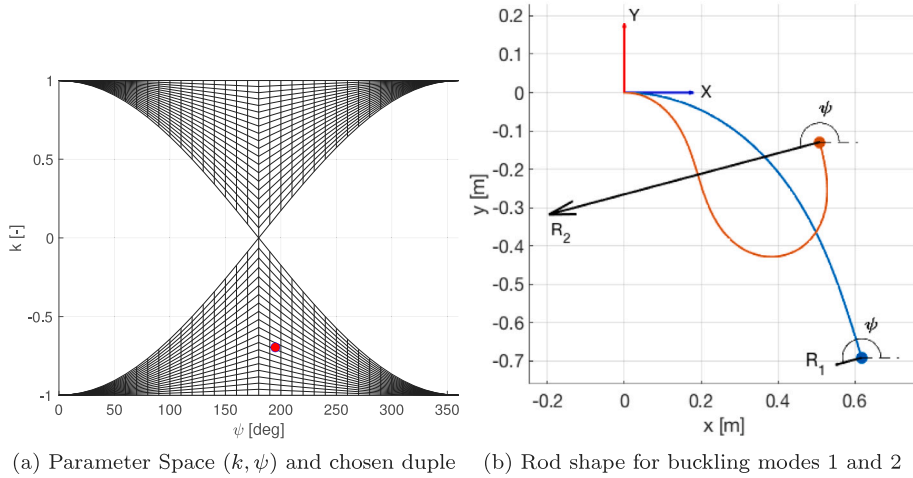 1
0.5
0
-0.5
-1
k [-]
0 50 100 150 200 250 300 350
ψ [deg]
(a) Parameter Space (k, ψ) and chosen duple
0.2
0.1
0
-0.1
-0.2
-0.3
-0.4
-0.5
-0.6
-0.7
y [m]
Y
X
ψ
R2
ψ
R1
-0.2 0 0.2 0.4 0.6
x [m]
(b) Rod shape for buckling modes 1 and 2